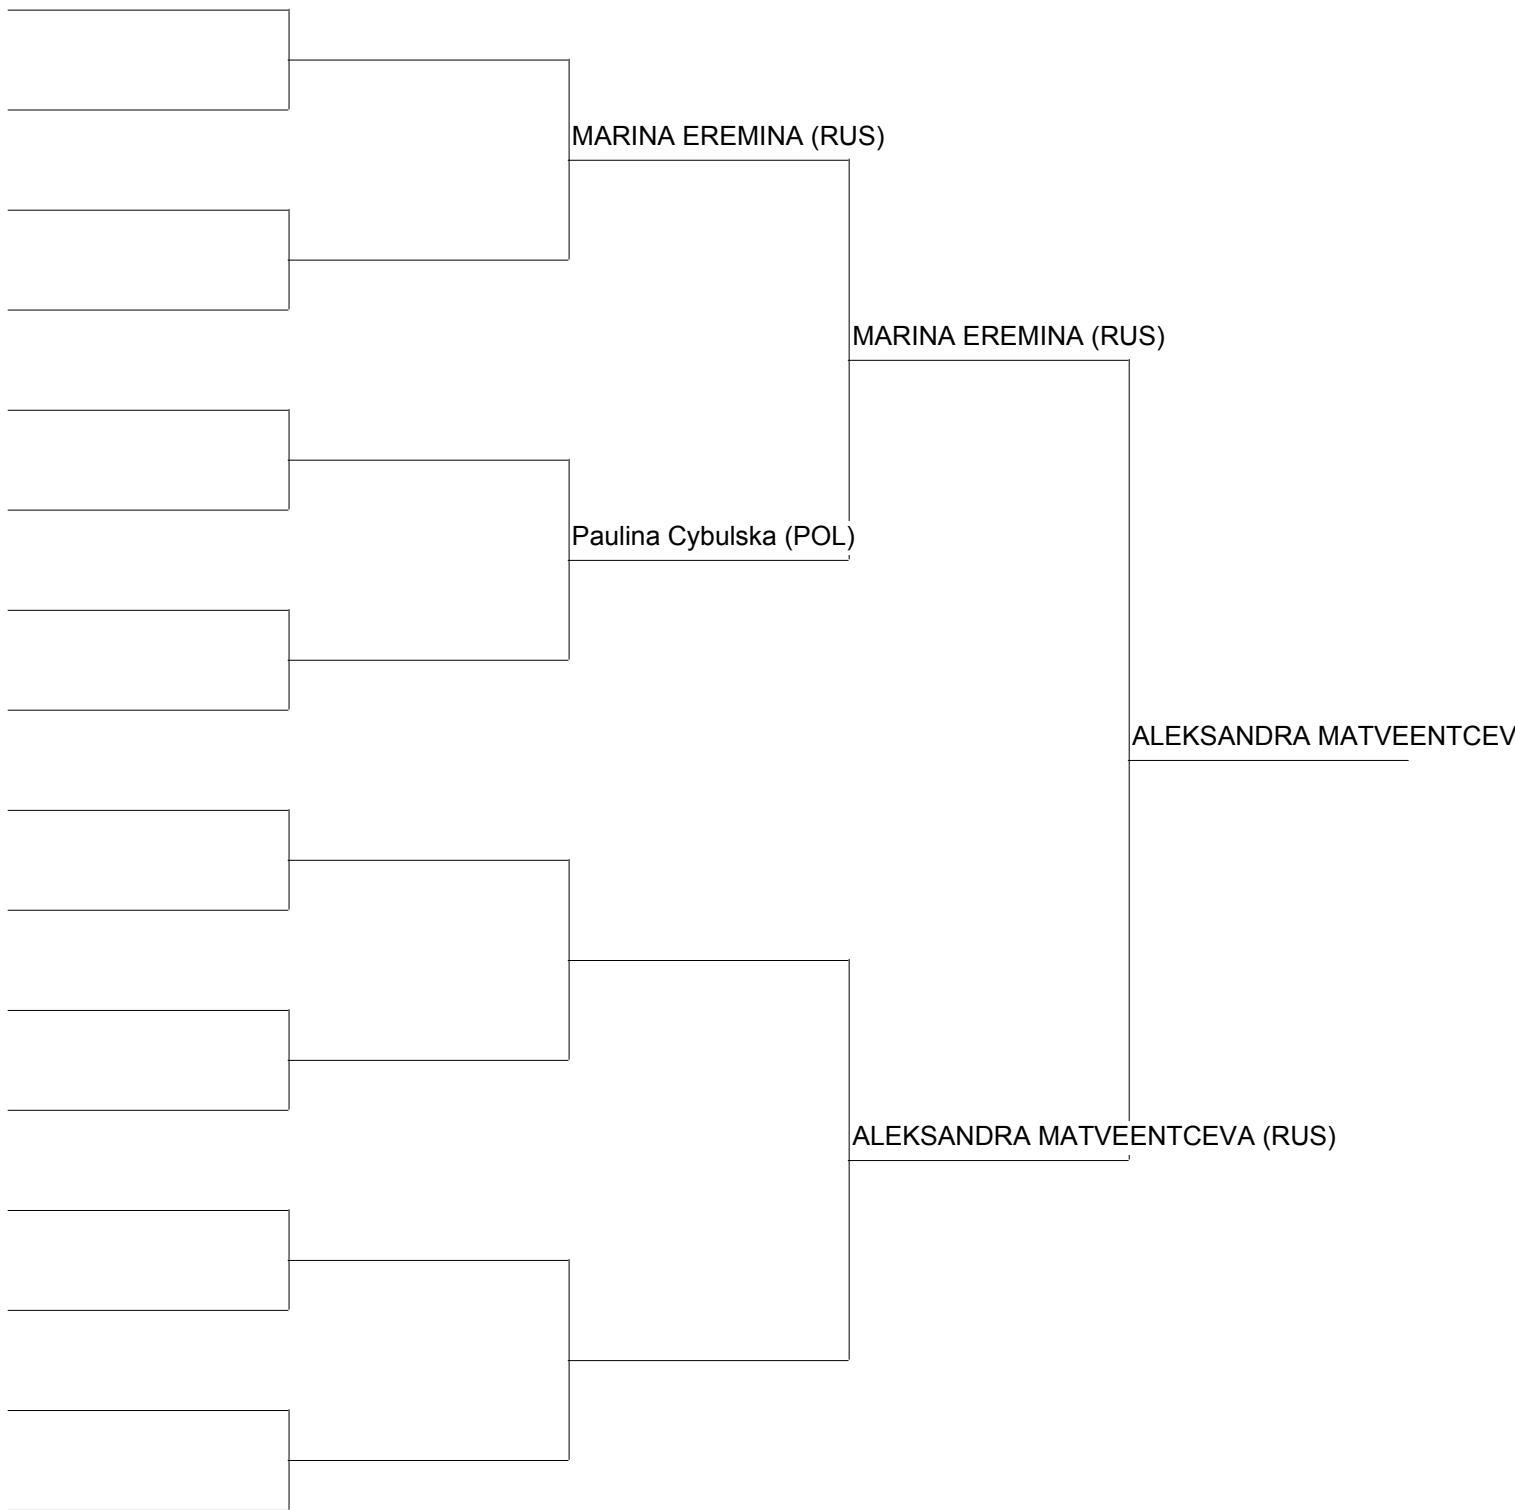 MARINA EREMINA (RUS)
MARINA EREMINA (RUS)
Paulina Cybulska (POL)
ALEKSANDRA MATVEENTCEV
ALEKSANDRA MATVEENTCEVA (RUS)